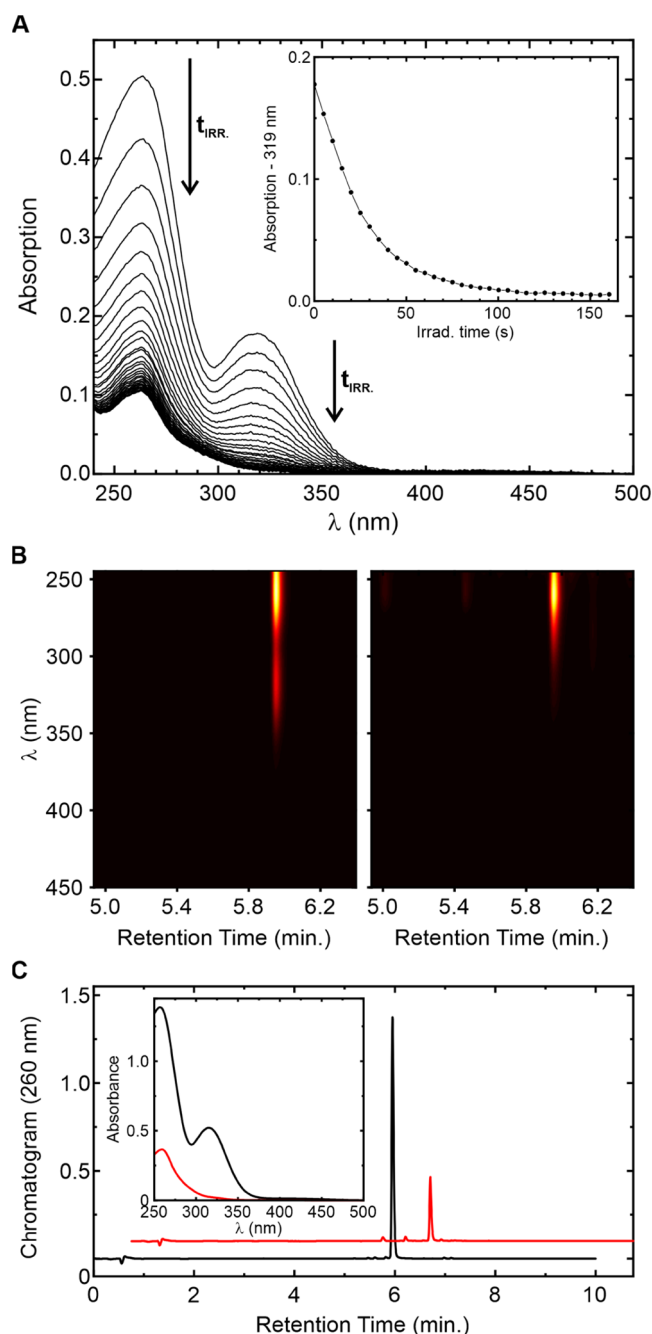 A
Absorption
0.5
0.4
0.3
0.2
0.1
0.0
250 300 350 400 450 500
λ (nm)
tIRR.
tIRR.
Absorption - 319 nm
0.2
0.1
0.0
0 50 100 150
Irrad. time (s)
B
λ (nm)
250
300
350
400
450
5.0 5.4 5.8 6.2
5.0 5.4 5.8 6.2
Retention Time (min.)
Retention Time (min.)
C
Chromatogram (260 nm)
1.5
1.0
0.5
0
0 2 4 6 8 10
Retention Time (min.)
Absorbance
1.0
0.5
0
250 300 350 400 450 500
λ (nm)